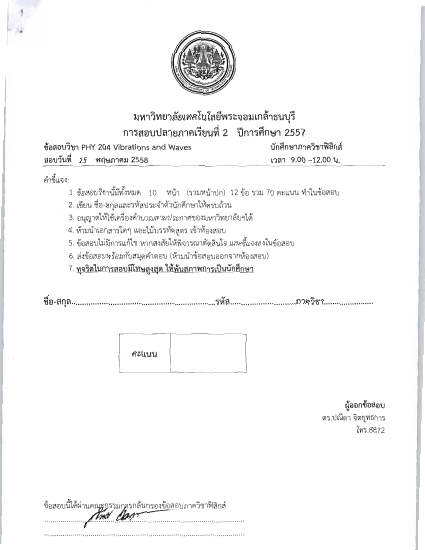 มหาวิทยาลัยเทคโนโลยีพระจอมเกล้าธนบุรี
การสอบปลายภาคเรียนที่ 2 ปีการศึกษา 2557
ข้อสอบวิชา PHY 204 Vibrations and Waves นักศึกษาภาควิชาฟิสิกส์
สอบวันที่ 25 พฤษภาคม 2558 เวลา 9.00 -12.00 น.
คำชี้แจง:
1. ข้อสอบวิชานี้มีทั้งหมด 10 หน้า (รวมหน้าปก) 12 ข้อ รวม 70 คะแนน ทำในข้อสอบ
2. เขียน ชื่อ-สกุลและรหัสประจำตัวนักศึกษาให้ครบถ้วน
3. อนุญาตให้ใช้เครื่องคำนวณตามประกาศของมหาวิทยาลัยฯได้
4. ห้ามนำเอกสารใดๆ และไม้บรรทัดสูตร เข้าห้องสอบ
5. ข้อสอบไม่มีการแก้ไข หากสงสัยให้พิจารณาตัดสินใจ และชี้แจงลงในข้อสอบ
6. ส่งข้อสอบพร้อมกับสมุดคำตอบ (ห้ามนำข้อสอบออกจากห้องสอบ)
7. ทุจริตในการสอบมีโทษสูงสุด ให้พ้นสภาพการเป็นนักศึกษา
ชื่อ-สกุล..............................รหัส....................ภาควิชา...............
คะแนน
ผู้ออกข้อสอบ
ดร.ปณิตา จิตยุทธการ
โทร.8872
ข้อสอบนี้ได้ผ่านคณะกรรมการกลั่นกรองข้อสอบภาควิชาฟิสิกส์